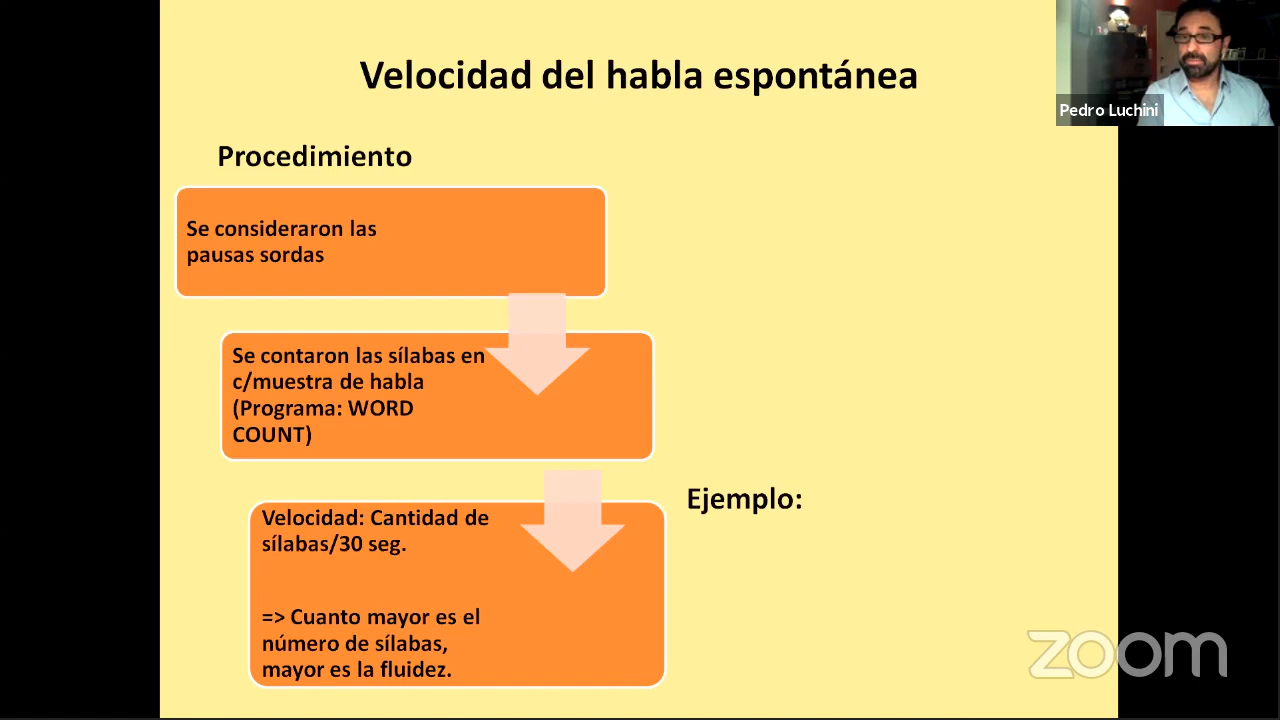 Velocidad del habla espontánea
Pedro Luchini
Procedimiento
Se consideraron las
pausas sordas
Se contaron las sílabas en
c/muestra de habla
(Programa: WORD
COUNT)
Velocidad: Cantidad de
sílabas/30 seg.
=> Cuanto mayor es el
número de sílabas,
mayor es la fluidez.
Ejemplo:
zoom